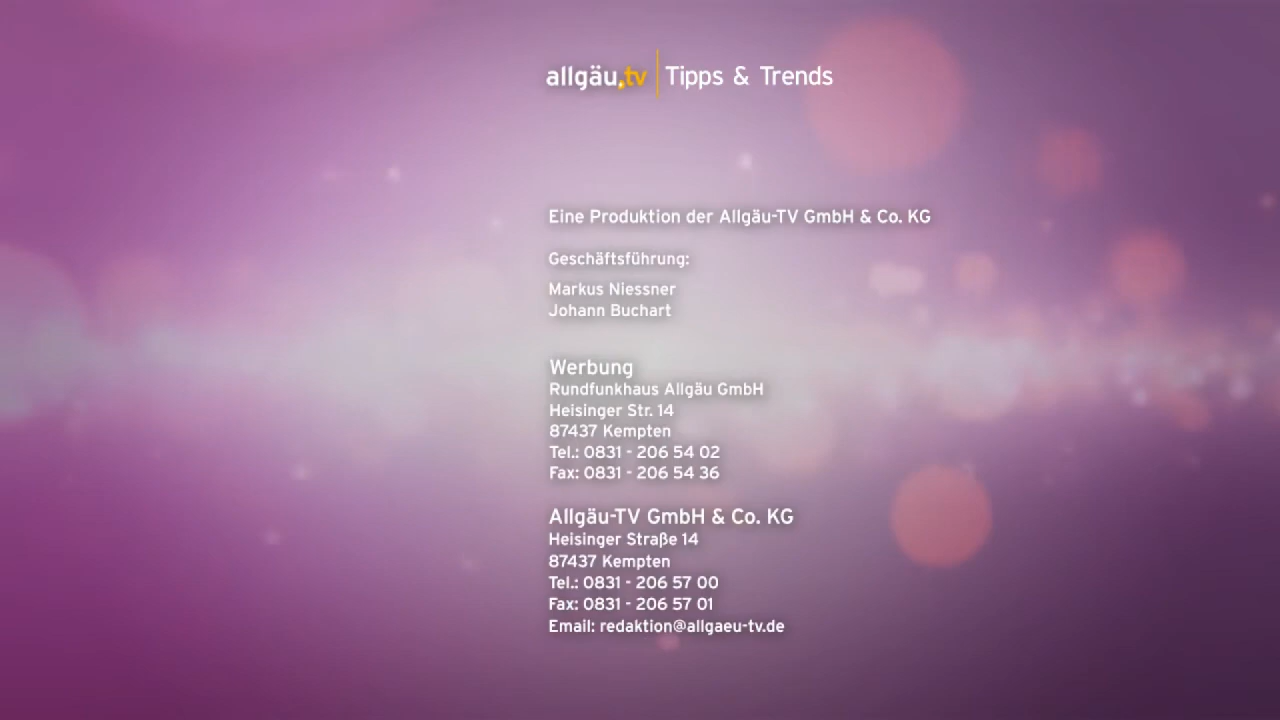 allgäu.tv | Tipps & Trends
Eine Produktion der Allgäu-TV GmbH & Co. KG
Geschäftsführung:
Markus Niessner
Johann Buchart
Werbung
Rundfunkhaus Allgäu GmbH
Heisinger Str. 14
87437 Kempten
Tel.: 0831 - 206 54 02
Fax: 0831 - 206 54 36
Allgäu-TV GmbH & Co. KG
Heisinger Straße 14
87437 Kempten
Tel.: 0831 - 206 57 00
Fax: 0831 - 206 57 01
Email: redaktion@allgaeu-tv.de